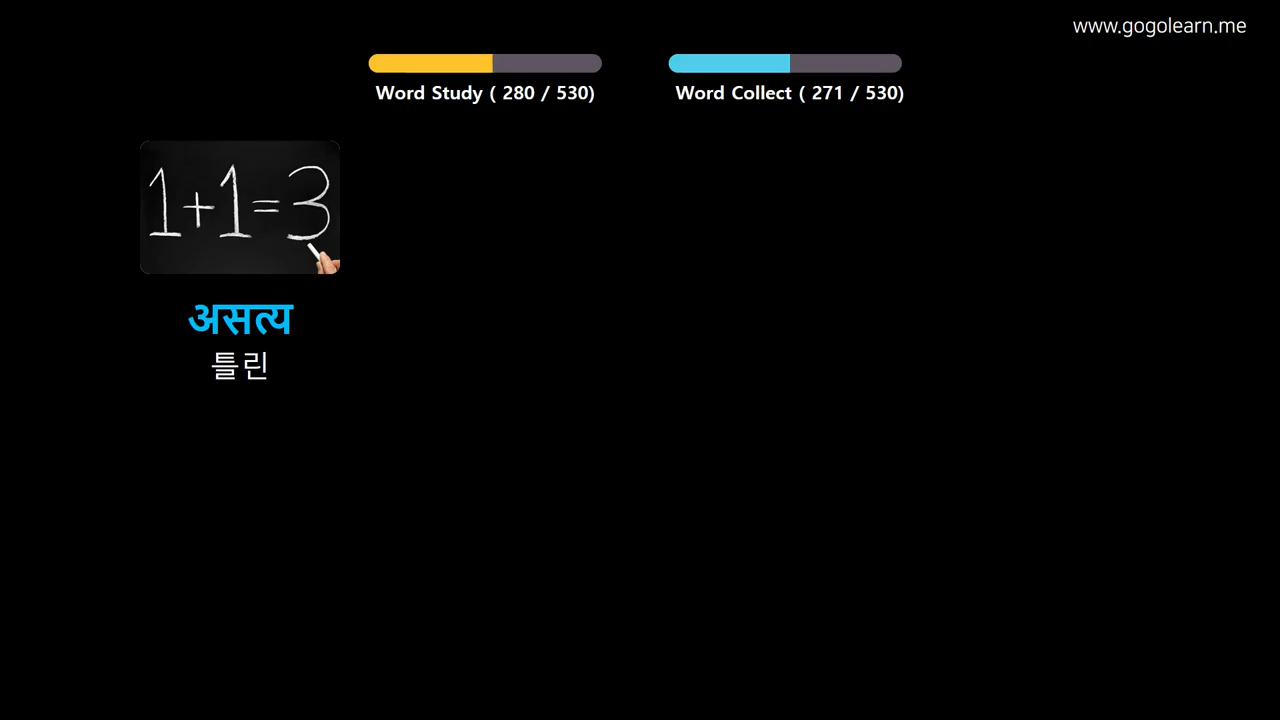 www.gogolearn.me
Word Study ( 280 / 530)
Word Collect ( 271 / 530)
1+1=3
असत्य
틀린